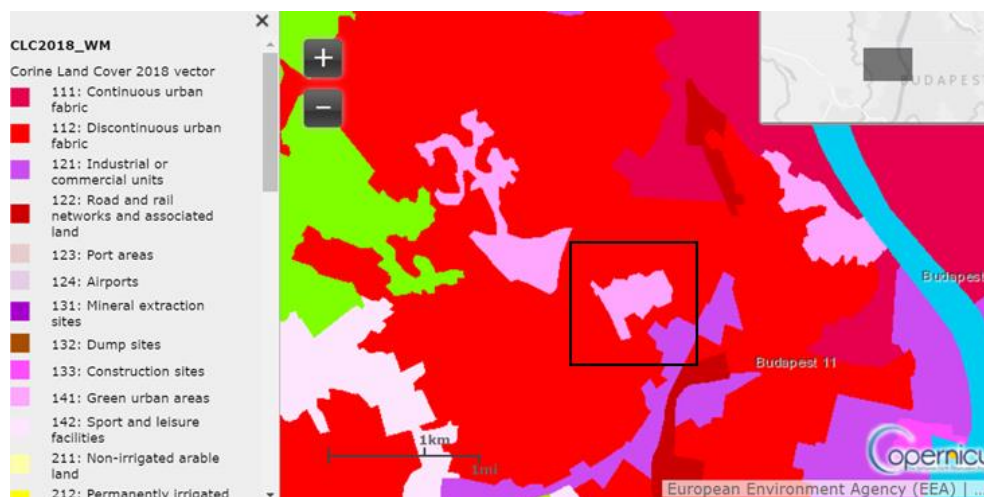 ×
CLC2018_WM
Corine Land Cover 2018 vector
111: Continuous urban
fabric
112: Discontinuous urban
fabric
121: Industrial or
commercial units
122: Road and rail
networks and associated
land
123: Port areas
124: Airports
131: Mineral extraction
sites
132: Dump sites
133: Construction sites
141: Green urban areas
142: Sport and leisure
facilities
211: Non-irrigated arable
land
212: Permanently irrigated
+
−
BUDAPEST
Budapest
Budapest 11
1km
1mi
opernicu
European Environment Agency (EEA) | ...